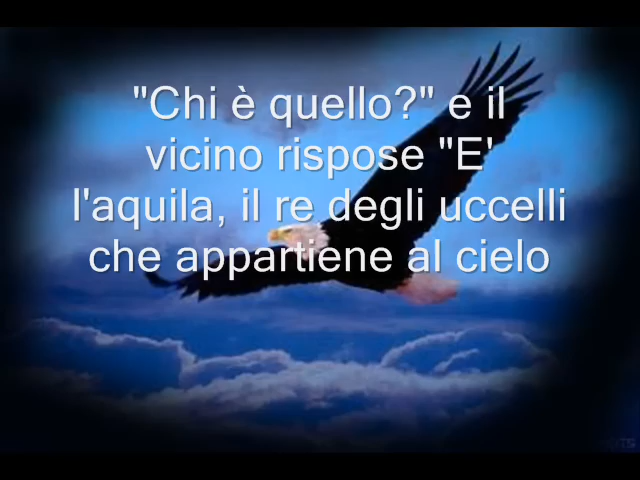 "Chi è quello?" e il
vicino rispose "E'
l'aquila, il re degli uccelli
che appartiene al cielo